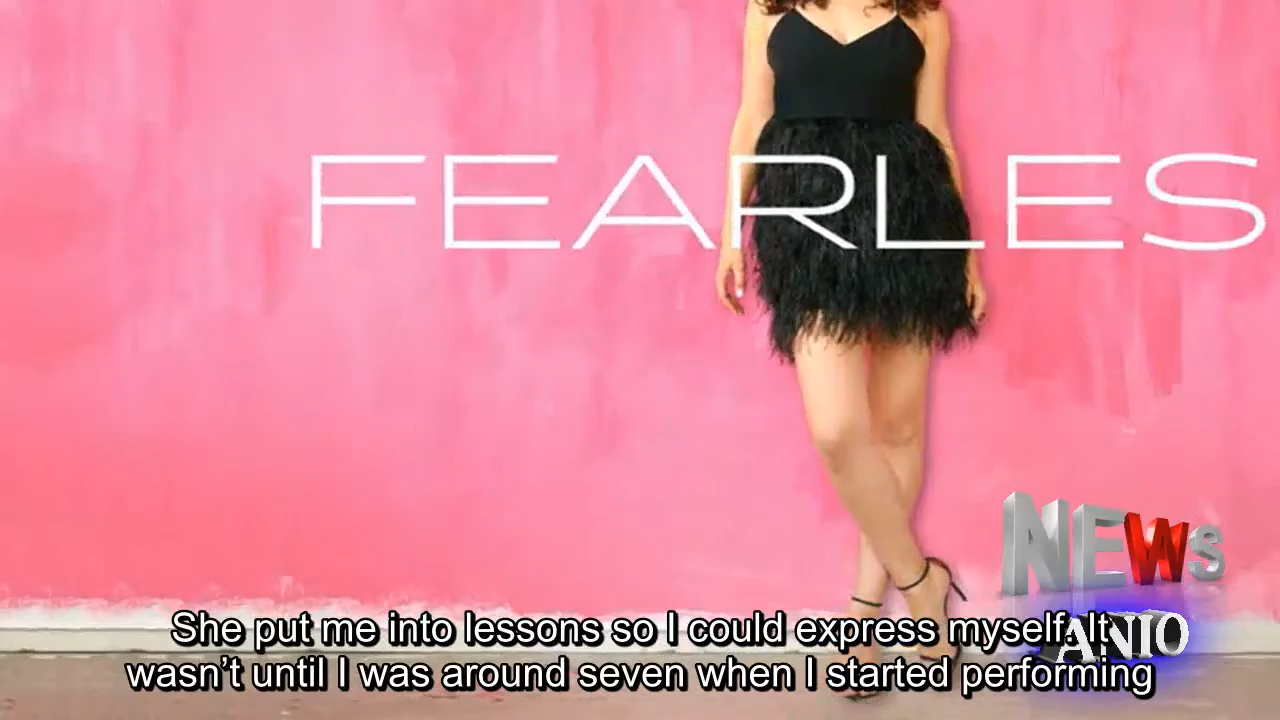 FEARLES
NEWS
ANIO
She put me into lessons so I could express myself. It
wasn’t until I was around seven when I started performing